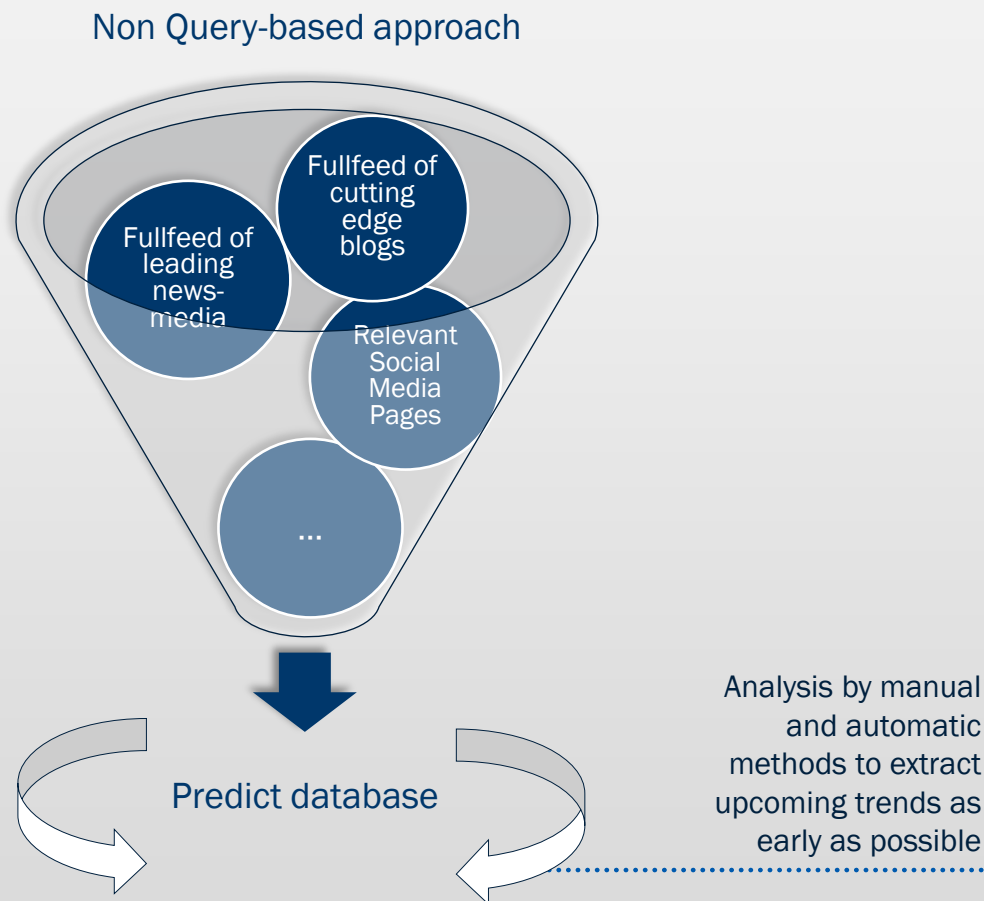 Non Query-based approach
Fullfeed of
cutting
edge
blogs
Fullfeed of
leading
news-
media
Relevant
Social
Media
Pages
...
Predict database
Analysis by manual
and automatic
methods to extract
upcoming trends as
early as possible